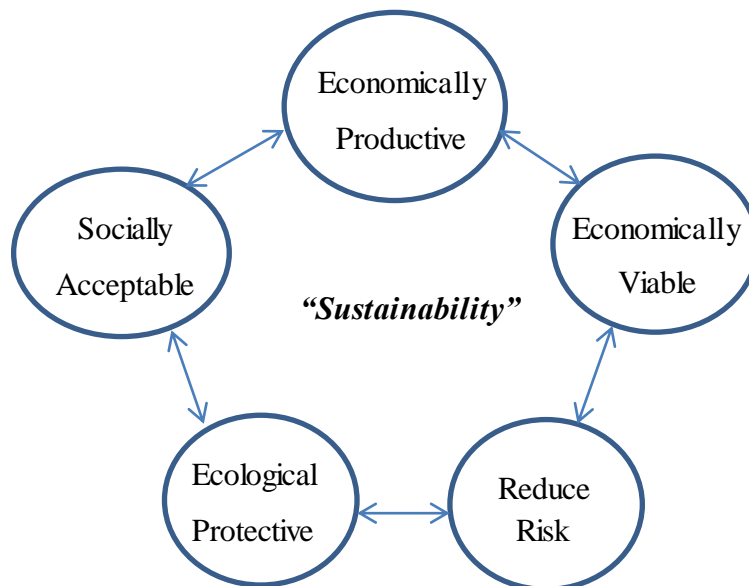 Economically
Productive
Socially
Acceptable
Economically
Viable
“Sustainability”
Ecological
Protective
Reduce
Risk